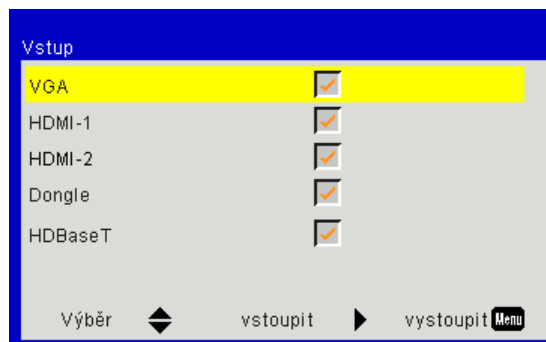 Vstup
VGA
HDMI-1
HDMI-2
Dongle
HDBaseT
Výběr vstoupit vystoupit Menu